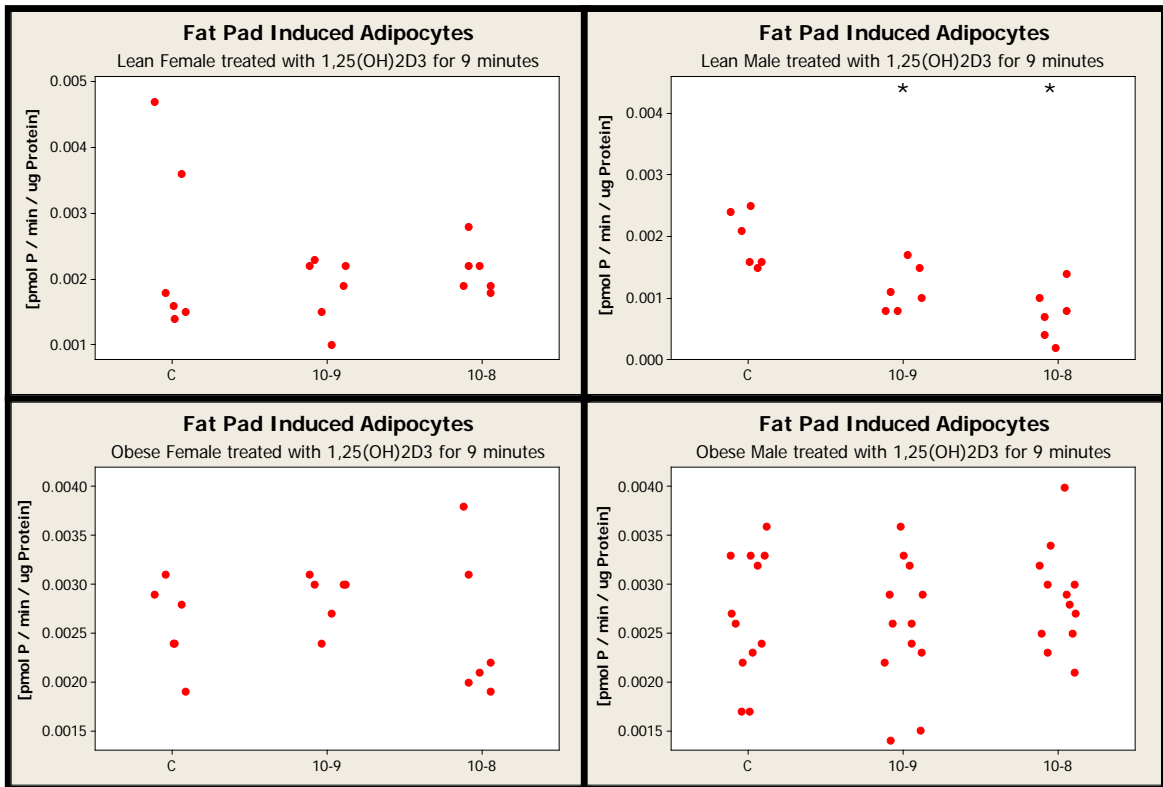 Fat Pad Induced Adipocytes
Lean Female treated with 1,25(OH)2D3 for 9 minutes
[pmol P / min / ug Protein]
0.005
0.004
0.003
0.002
0.001
C 10-9 10-8
Fat Pad Induced Adipocytes
Lean Male treated with 1,25(OH)2D3 for 9 minutes
[pmol P / min / ug Protein]
* *
0.004
0.003
0.002
0.001
0.000
C 10-9 10-8
Fat Pad Induced Adipocytes
Obese Female treated with 1,25(OH)2D3 for 9 minutes
[pmol P / min / ug Protein]
0.0040
0.0035
0.0030
0.0025
0.0020
0.0015
C 10-9 10-8
Fat Pad Induced Adipocytes
Obese Male treated with 1,25(OH)2D3 for 9 minutes
[pmol P / min / ug Protein]
0.0040
0.0035
0.0030
0.0025
0.0020
0.0015
C 10-9 10-8